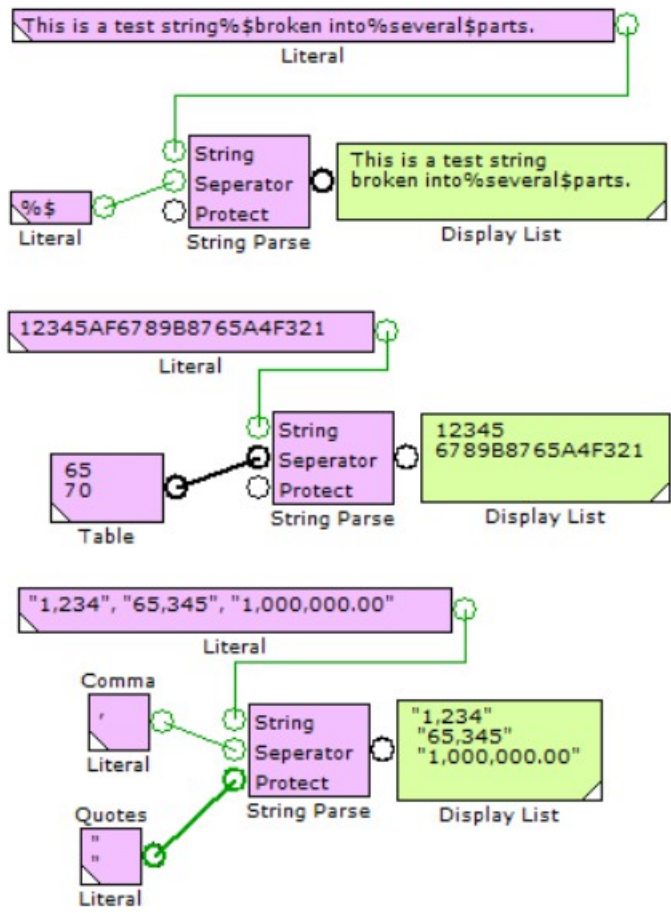 This is a test string%$broken into%several$parts.
Literal
String
Seperator
Protect
String Parse
%$
Literal
This is a test string
broken into%several$parts.
Display List
12345AF6789B8765A4F321
Literal
String
Seperator
Protect
String Parse
65
70
Table
12345
6789B8765A4F321
Display List
"1,234", "65,345", "1,000,000.00"
Literal
Comma
,
Literal
String
Seperator
Protect
String Parse
"1,234"
"65,345"
"1,000,000.00"
Display List
Quotes
"
"
Literal